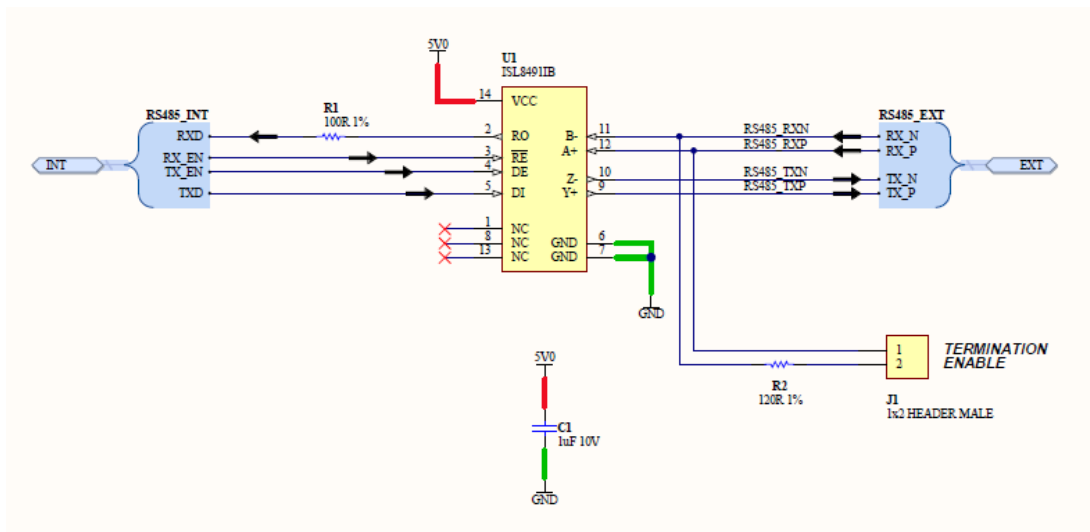 5V0
U1
ISL8491IB
14 VCC
RS485_INT
R1
100R 1%
RS485_EXT
RXD
2 RO
B- 11
RS485_RXN
RX_N
RX_EN
3 RE
A+ 12
RS485_RXP
RX_P
INT
TX_EN
4 DE
Z- 10
RS485_TXN
TX_N
EXT
TXD
5 DI
Y+ 9
RS485_TXP
TX_P
1 NC
8 NC
GND 6
13 NC
GND 7
GND
5V0
1
TERMINATION
2
ENABLE
R2
120R 1%
J1
1x2 HEADER MALE
C1
1uF 10V
GND